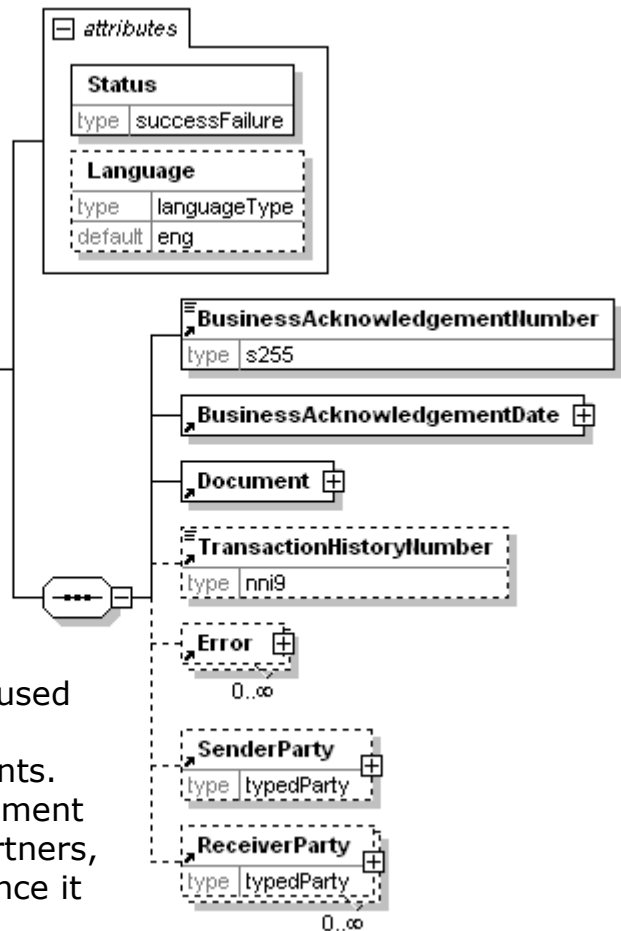 attributes
Status
type successFailure
Language
type languageType
default eng
BusinessAcknowledgementNumber
type s255
BusinessAcknowledgementDate
Document
TransactionHistoryNumber
type nni9
Error
0..∞
SenderParty
type typedParty
ReceiverParty
type typedParty
0..∞
used
nts.
ment
rtners,
nce it